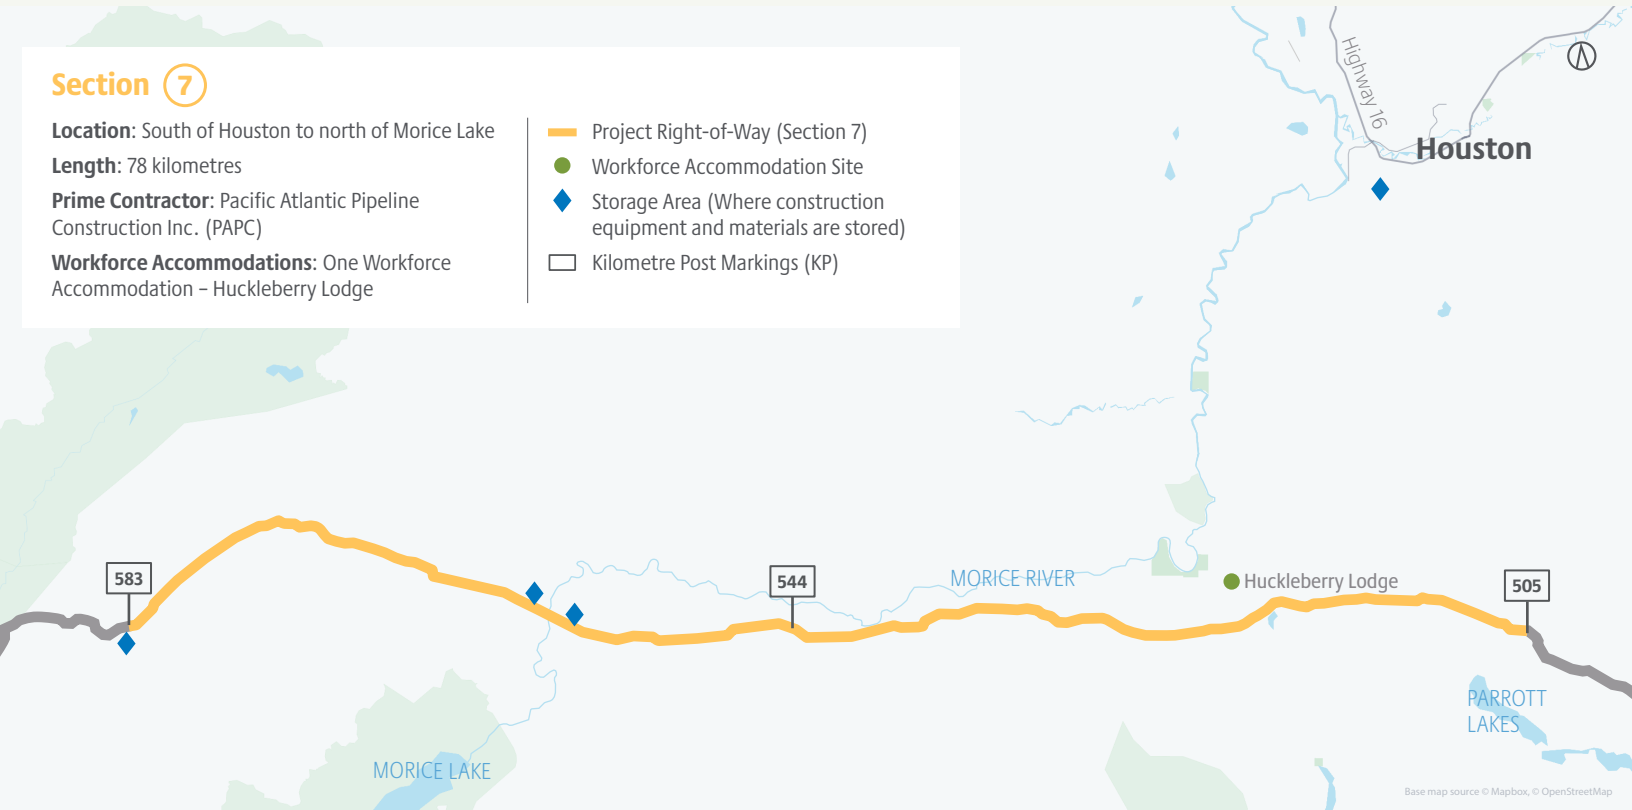 Section 7
Location: South of Houston to north of Morice Lake
Length: 78 kilometres
Prime Contractor: Pacific Atlantic Pipeline
Construction Inc. (PAPC)
Workforce Accommodations: One Workforce
Accommodation – Huckleberry Lodge
Project Right-of-Way (Section 7)
Workforce Accommodation Site
Storage Area (Where construction
equipment and materials are stored)
Kilometre Post Markings (KP)
Highway 16
Houston
583
544
MORICE RIVER
Huckleberry Lodge
505
PARROTT
LAKES
MORICE LAKE
Base map source © Mapbox, © OpenStreetMap